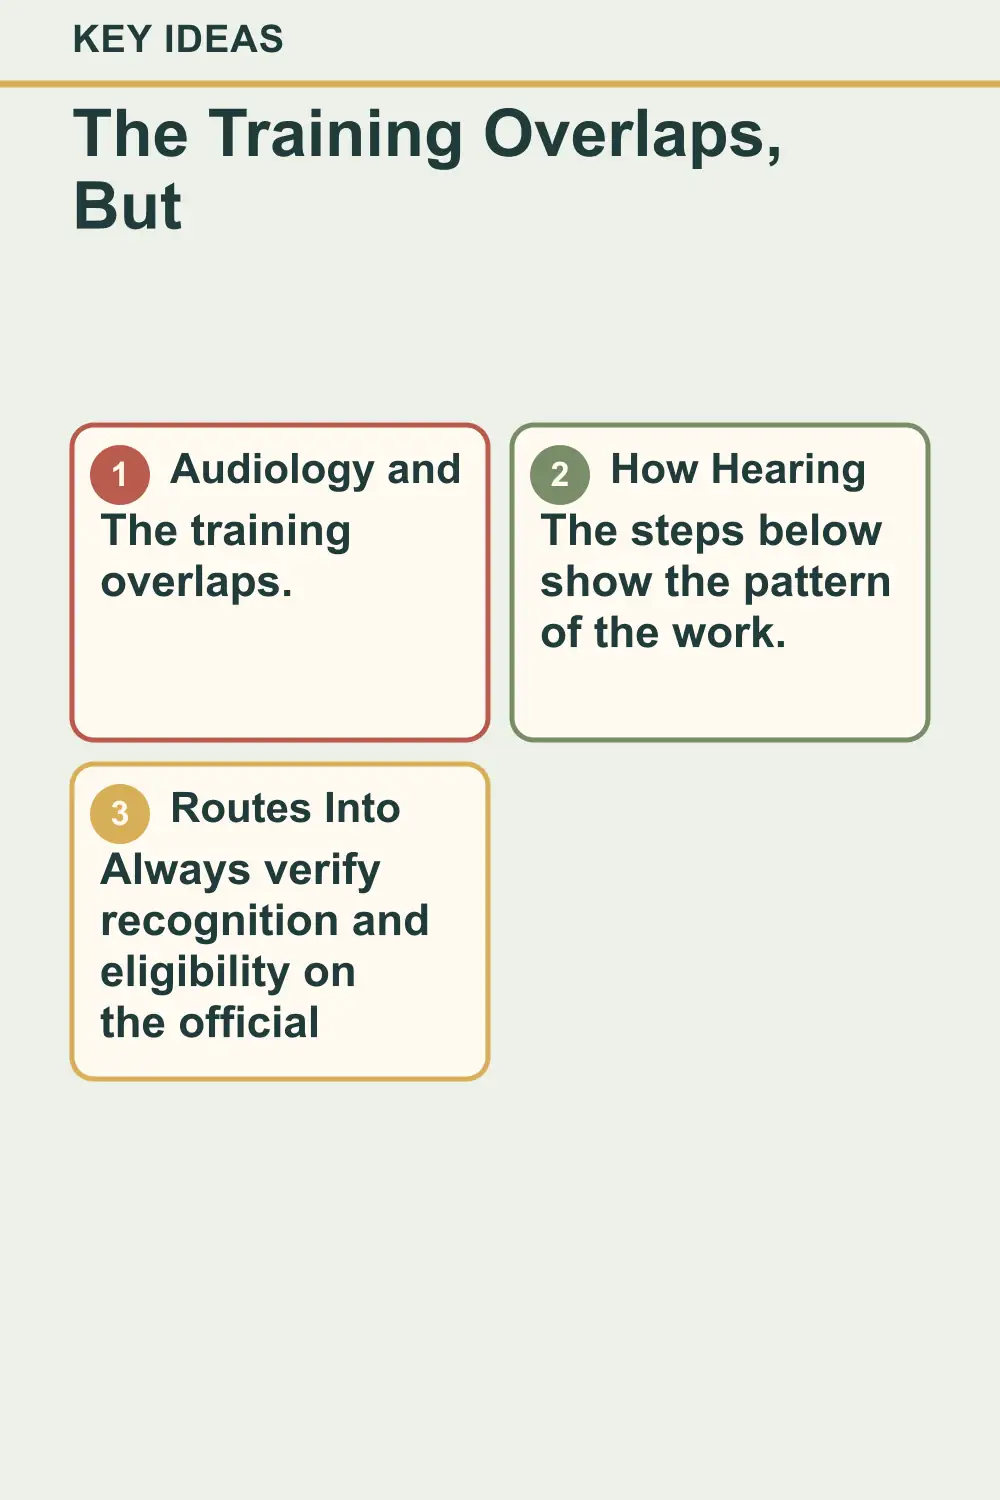 KEY IDEAS
The Training Overlaps,
But
1 Audiology and
The training
overlaps.
2 How Hearing
The steps below
show the pattern
of the work.
3 Routes Into
Always verify
recognition and
eligibility on
the official